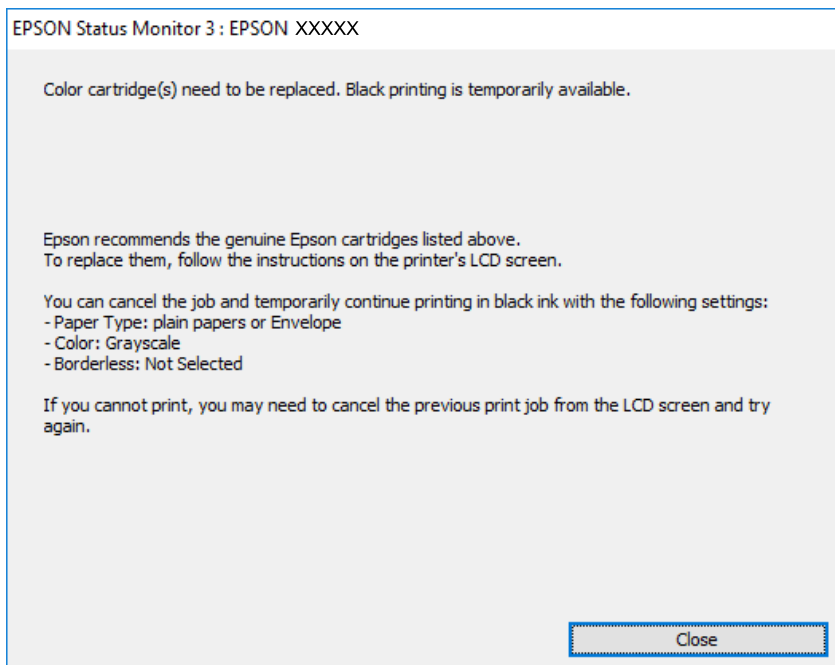 EPSON Status Monitor 3 : EPSON XXXXX
Color cartridge(s) need to be replaced. Black printing is temporarily available.
Epson recommends the genuine Epson cartridges listed above.
To replace them, follow the instructions on the printer's LCD screen.
You can cancel the job and temporarily continue printing in black ink with the following settings:
- Paper Type: plain papers or Envelope
- Color: Grayscale
- Borderless: Not Selected
If you cannot print, you may need to cancel the previous print job from the LCD screen and try
again.
Close